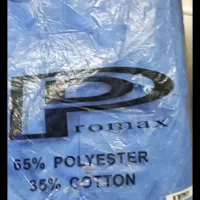 Promax
65% POLYESTER
35% COTTON